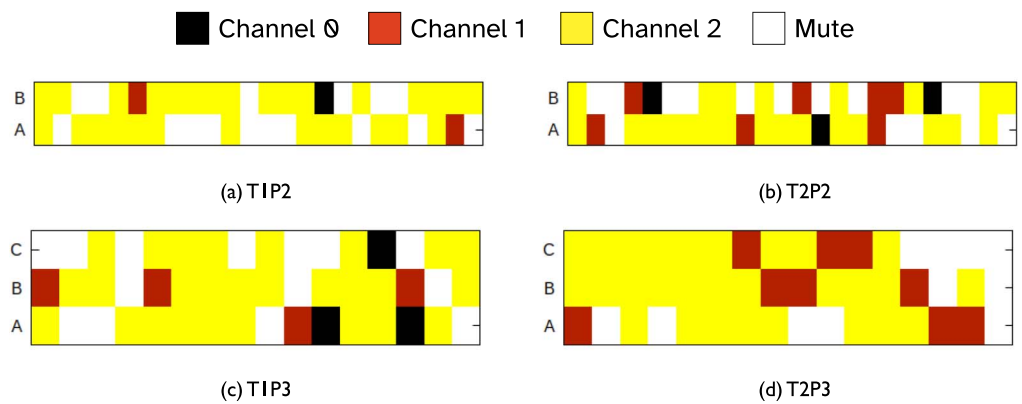 Channel 0 Channel 1 Channel 2 Mute
B
A
(a) T1P2
B
A
(b) T2P2
C
B
A
(c) T1P3
C
B
A
(d) T2P3